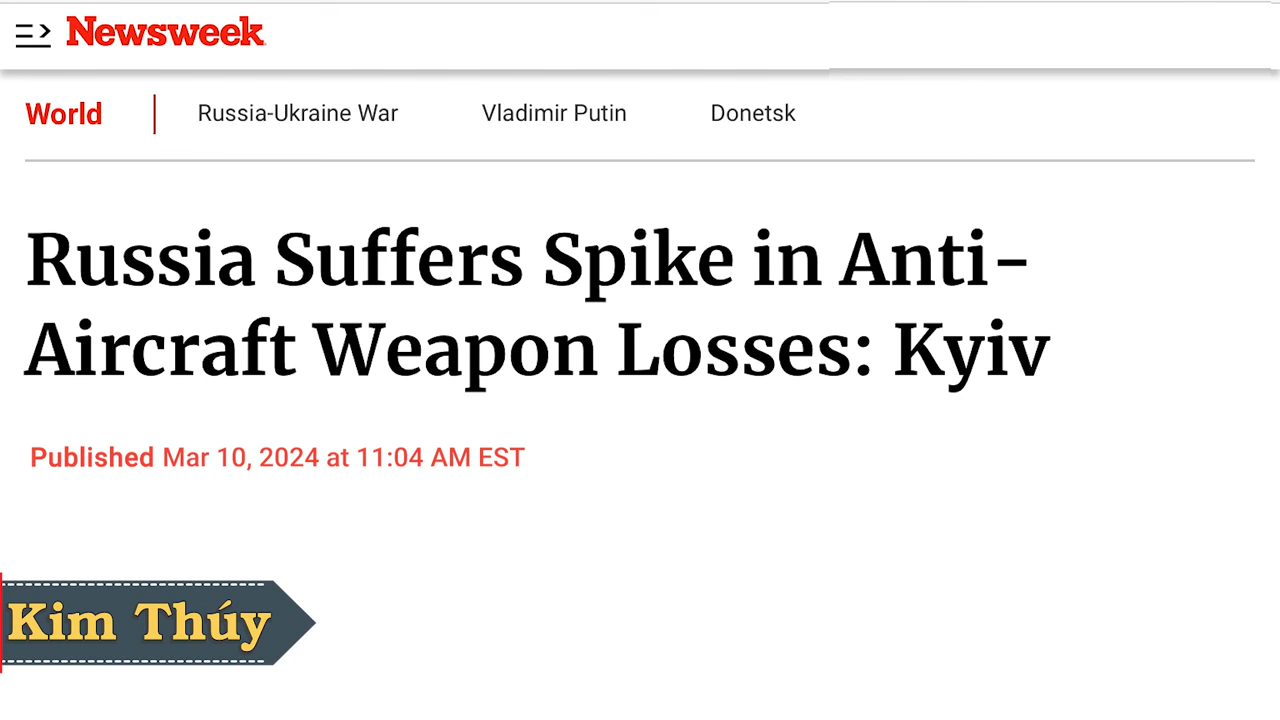 Newsweek
World
Russia-Ukraine War Vladimir Putin Donetsk
Russia Suffers Spike in Anti-
Aircraft Weapon Losses: Kyiv
Published Mar 10, 2024 at 11:04 AM EST
Kim Thúy